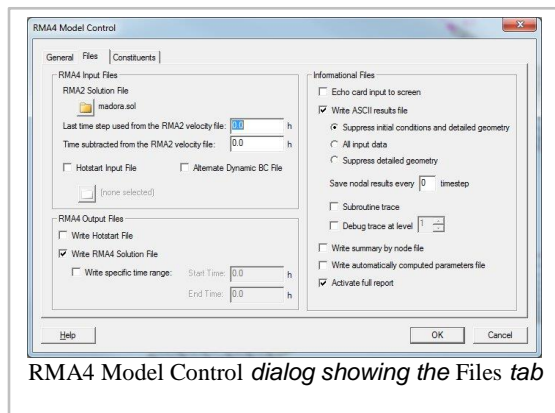 RMA4 Model Control
General Files Constituents
RMA4 Input Files
RMA2 Solution File
madora.sol
Last time step used from the RMA2 velocity file: 0.0 h
Time subtracted from the RMA2 velocity file: 0.0 h
Hotstart Input File Alternate Dynamic BC File
(none selected)
RMA4 Output Files
Write Hotstart File
Write RMA4 Solution File
Write specific time range: Start Time: 0.0 h
End Time: 0.0 h
Informational Files
Echo card input to screen
Write ASCII results file
Suppress initial conditions and detailed geometry
All input data
Suppress detailed geometry
Save nodal results every 0 timestep
Subroutine trace
Debug trace at level 1
Write summary by node file
Write automatically computed parameters file
Activate full report
Help OK Cancel
RMA4 Model Control dialog showing the Files tab